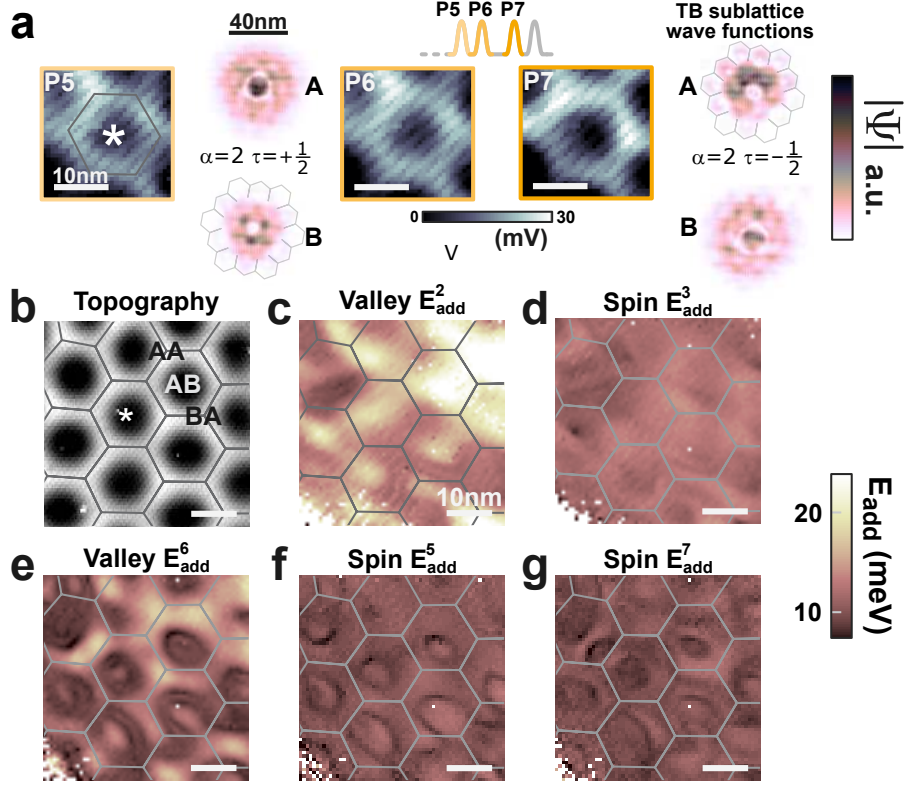 a
40nm
P5 P6 P7
TB sublattice
wave functions
P5
*
10nm
A
α=2 τ=+1/2
B
P6
P7
0 30
(mV)
V
A
α=2 τ=-1/2
B
|Ψ| a.u.
b Topography
AA
AB
BA
*
c Valley E²add
10nm
d Spin E³add
e Valley E⁶add
f Spin E⁵add
g Spin E⁷add
20
10
Eadd (meV)